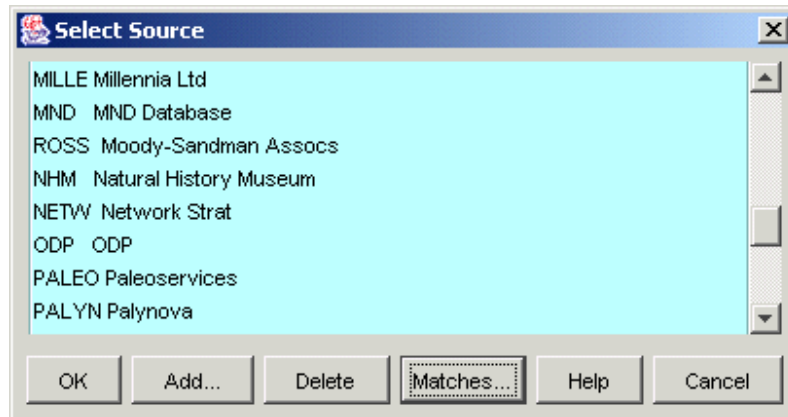 Select Source
MILLE Millennia Ltd
MND MND Database
ROSS Moody-Sandman Assocs
NHM Natural History Museum
NETW Network Strat
ODP ODP
PALEO Paleoservices
PALYN Palynova
OK Add... Delete Matches... Help Cancel